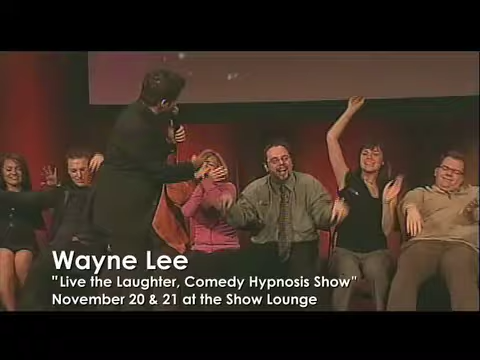 Wayne Lee
"Live the Laughter, Comedy Hypnosis Show"
November 20 & 21 at the Show Lounge